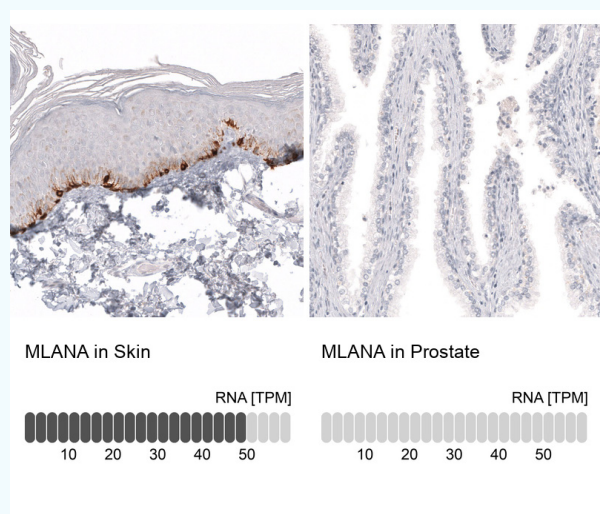 MLANA in Skin
MLANA in Prostate
RNA [TPM]
RNA [TPM]
10 20 30 40 50
10 20 30 40 50